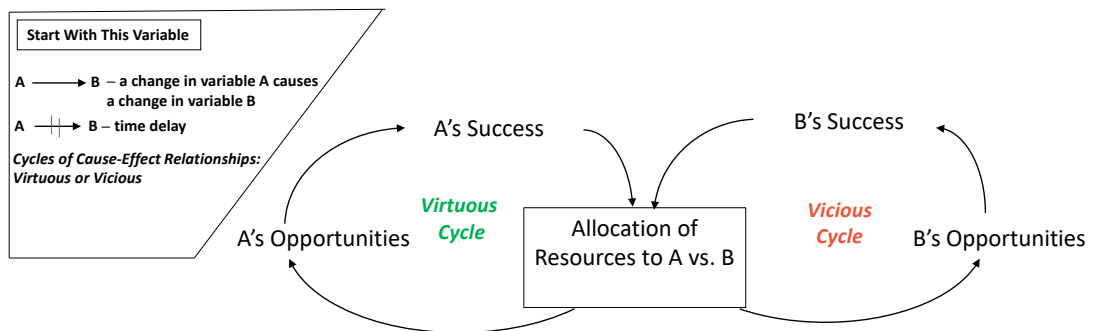 Start With This Variable
A B – a change in variable A causes
a change in variable B
A B – time delay
Cycles of Cause-Effect Relationships:
Virtuous or Vicious
A's Success
B's Success
Virtuous
Cycle
Vicious
Cycle
A's Opportunities
Allocation of
Resources to A vs. B
B's Opportunities